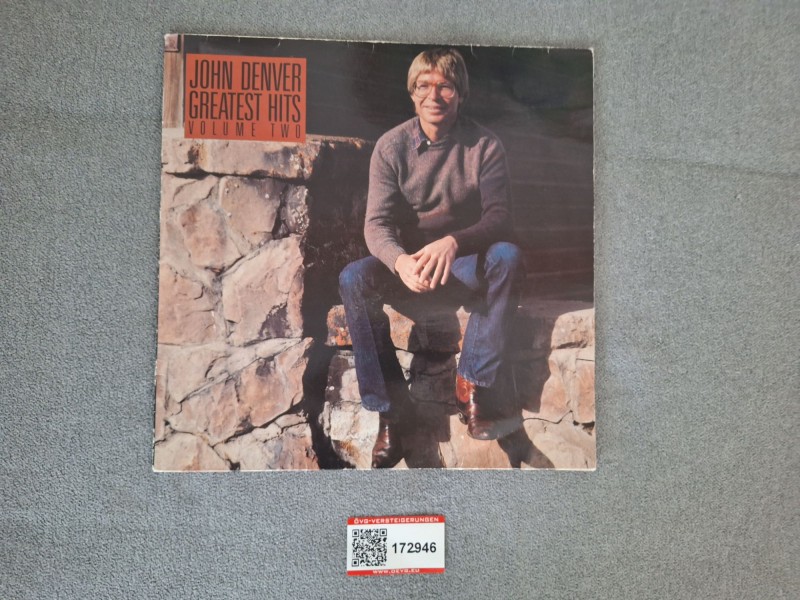 JOHN DENVER
GREATEST HITS
VOLUME TWO
ÖVG-VERSTEIGERUNGEN
172946
WWW.OEVG.EU